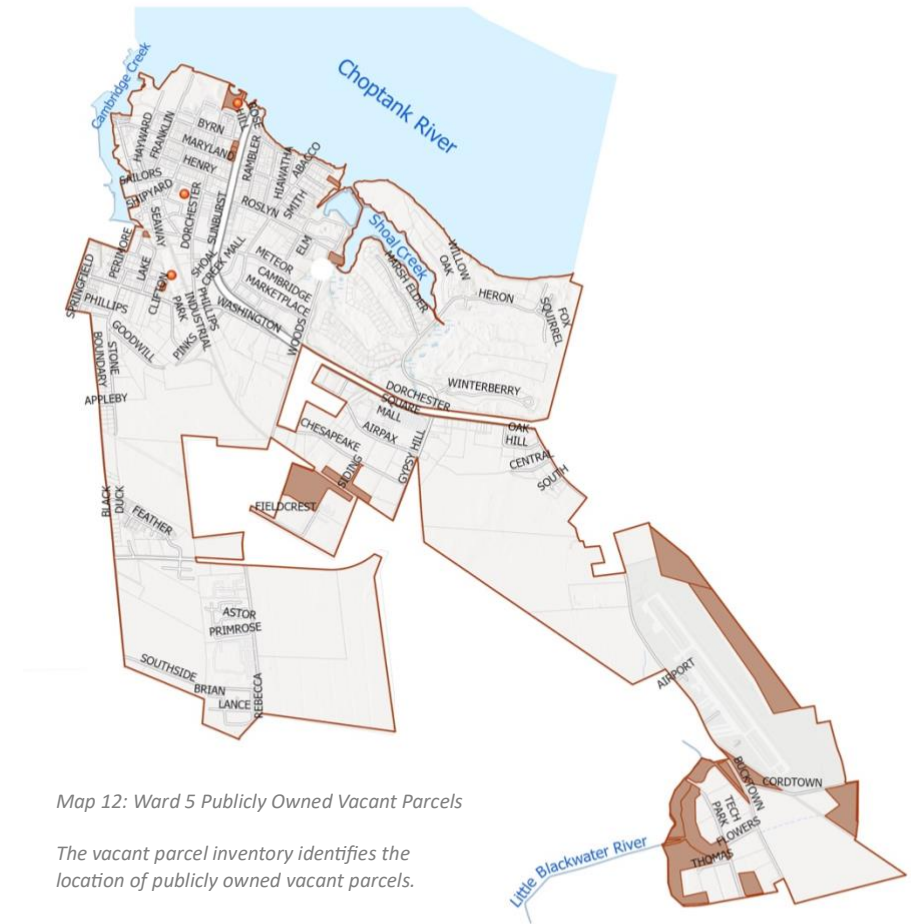 Choptank River
Cambridge Creek
HAYWARD
FRANKLIN
BYRN
HILL
MARYLAND
HENRY
RAMBLER
HIAWATHA
ABACCO
SAILORS
SHIPYARD
SEAWAY
DORCHESTER
SUNBURST
ROSLYN
SMITH
ELM
Shoal Creek
MARSH ELDER
WILLOW OAK
HERON
FOX
SQUIRREL
PERIMORE
LAKE
SHOAL
CREEK MALL
METEOR
CAMBRIDGE
MARKETPLACE
SPRINGFIELD
PHILLIPS
CLIFTON
PARK
INDUSTRIAL
PHILLIPS
WASHINGTON
WOODS
GOODWILL
PINKS
STONE
BOUNDARY
APPLEBY
DORCHESTER
SQUARE
MALL
WINTERBERRY
CHESAPEAKE
AIRPAX
GYPSY HILL
OAK
HILL
CENTRAL
SOUTH
SIDING
FIELDCREST
BLACK
DUCK
FEATHER
ASTOR
PRIMROSE
SOUTHSIDE
BRIAN
LANCE
REBECCA
AIRPORT
BUCKTOWN
CORDTOWN
TECH
PARK
FLOWERS
THOMAS
Little Blackwater River
Map 12: Ward 5 Publicly Owned Vacant Parcels
The vacant parcel inventory identifies the
location of publicly owned vacant parcels.